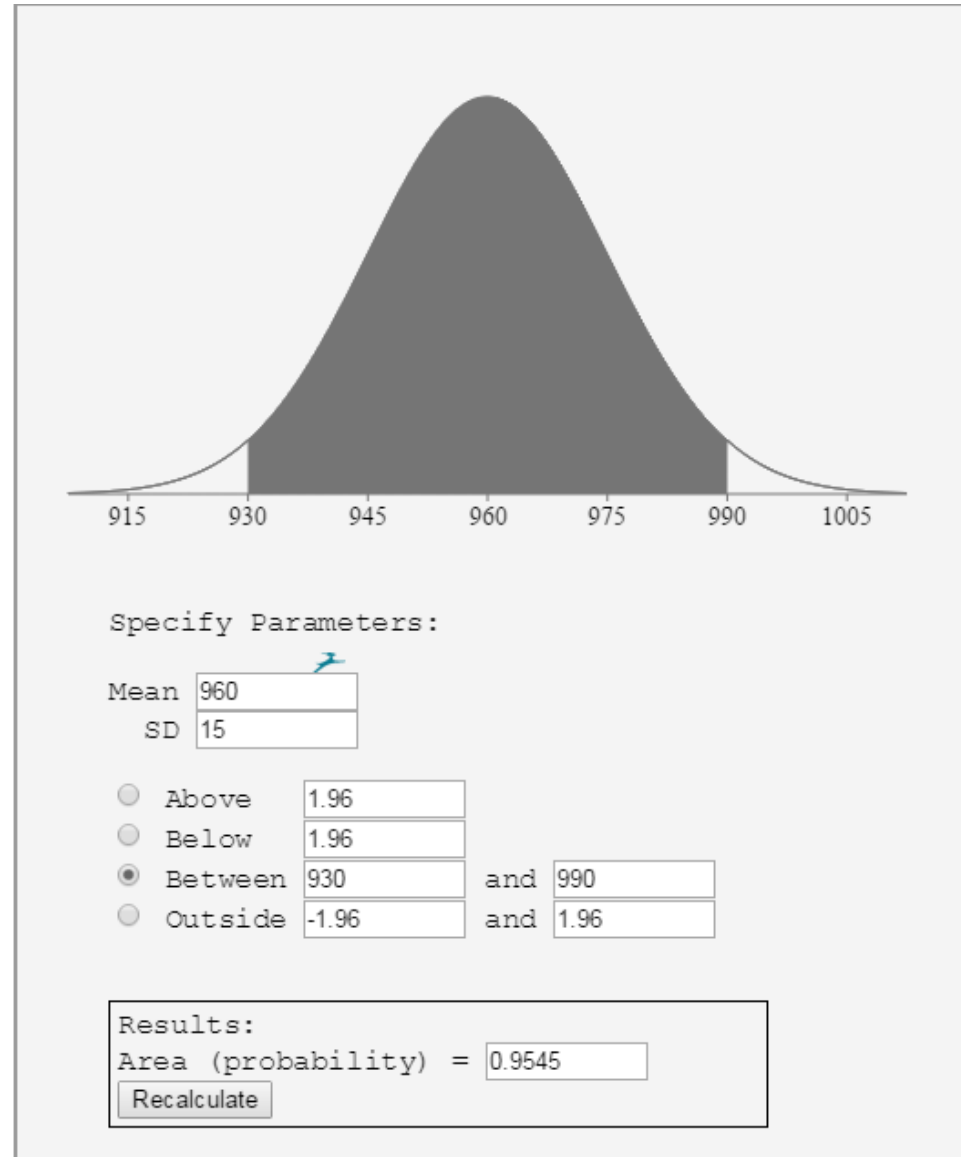 915 930 945 960 975 990 1005
Specify Parameters:
Mean 960
SD 15
Above 1.96
Below 1.96
Between 930 and 990
Outside -1.96 and 1.96
Results:
Area (probability) = 0.9545
Recalculate